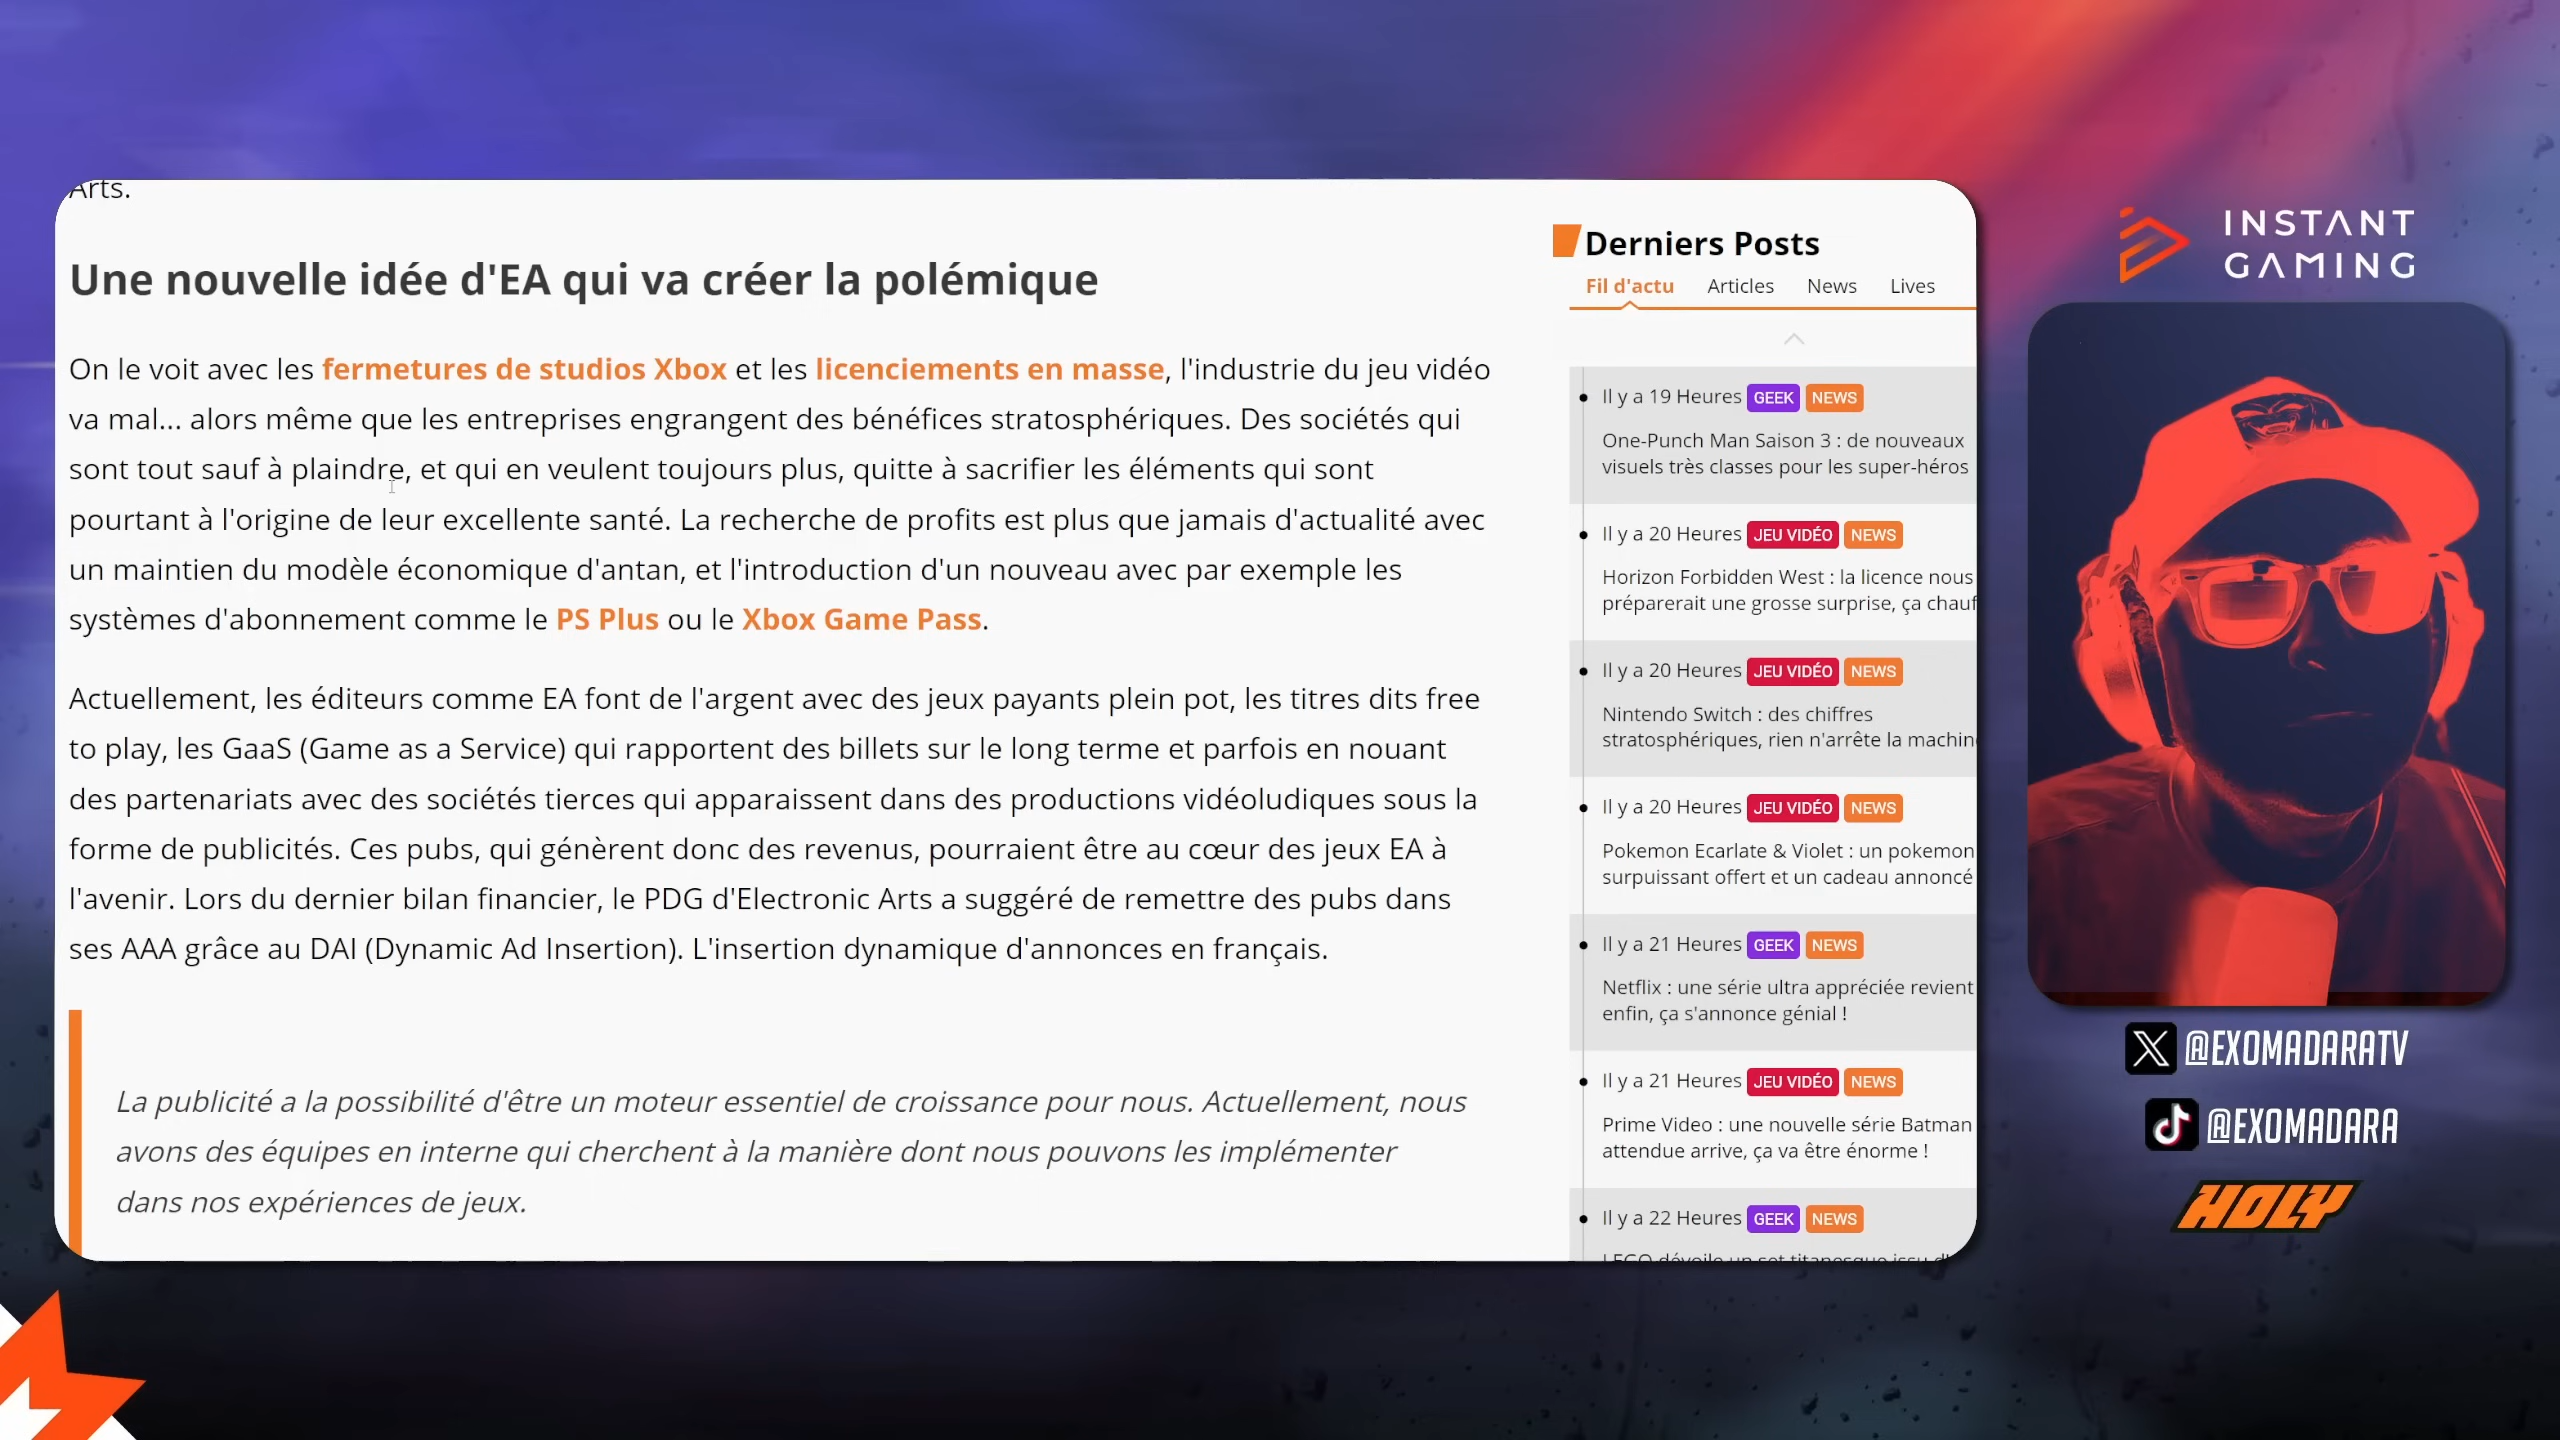 Arts.
Une nouvelle idée d'EA qui va créer la polémique
On le voit avec les fermetures de studios Xbox et les licenciements en masse, l'industrie du jeu vidéo
va mal... alors même que les entreprises engrangent des bénéfices stratosphériques. Des sociétés qui
sont tout sauf à plaindre, et qui en veulent toujours plus, quitte à sacrifier les éléments qui sont
pourtant à l'origine de leur excellente santé. La recherche de profits est plus que jamais d'actualité avec
un maintien du modèle économique d'antan, et l'introduction d'un nouveau avec par exemple les
systèmes d'abonnement comme le PS Plus ou le Xbox Game Pass.
Actuellement, les éditeurs comme EA font de l'argent avec des jeux payants plein pot, les titres dits free
to play, les GaaS (Game as a Service) qui rapportent des billets sur le long terme et parfois en nouant
des partenariats avec des sociétés tierces qui apparaissent dans des productions vidéoludiques sous la
forme de publicités. Ces pubs, qui génèrent donc des revenus, pourraient être au cœur des jeux EA à
l'avenir. Lors du dernier bilan financier, le PDG d'Electronic Arts a suggéré de remettre des pubs dans
ses AAA grâce au DAI (Dynamic Ad Insertion). L'insertion dynamique d'annonces en français.
La publicité a la possibilité d'être un moteur essentiel de croissance pour nous. Actuellement, nous
avons des équipes en interne qui cherchent à la manière dont nous pouvons les implémenter
dans nos expériences de jeux.
Derniers Posts
Fil d'actu Articles News Lives
Il y a 19 Heures GEEK NEWS
One-Punch Man Saison 3 : de nouveaux
visuels très classes pour les super-héros
Il y a 20 Heures JEU VIDÉO NEWS
Horizon Forbidden West : la licence nous
préparerait une grosse surprise, ça chauf
Il y a 20 Heures JEU VIDÉO NEWS
Nintendo Switch : des chiffres
stratosphériques, rien n'arrête la machin
Il y a 20 Heures JEU VIDÉO NEWS
Pokemon Ecarlate & Violet : un pokemon
surpuissant offert et un cadeau annoncé
Il y a 21 Heures GEEK NEWS
Netflix : une série ultra appréciée revient
enfin, ça s'annonce génial !
Il y a 21 Heures JEU VIDÉO NEWS
Prime Video : une nouvelle série Batman
attendue arrive, ça va être énorme !
Il y a 22 Heures GEEK NEWS
LEGO dévoile un set titanesque issu d'
INSTANT
GAMING
@EXOMADARATV
@EXOMADARA
HOLY